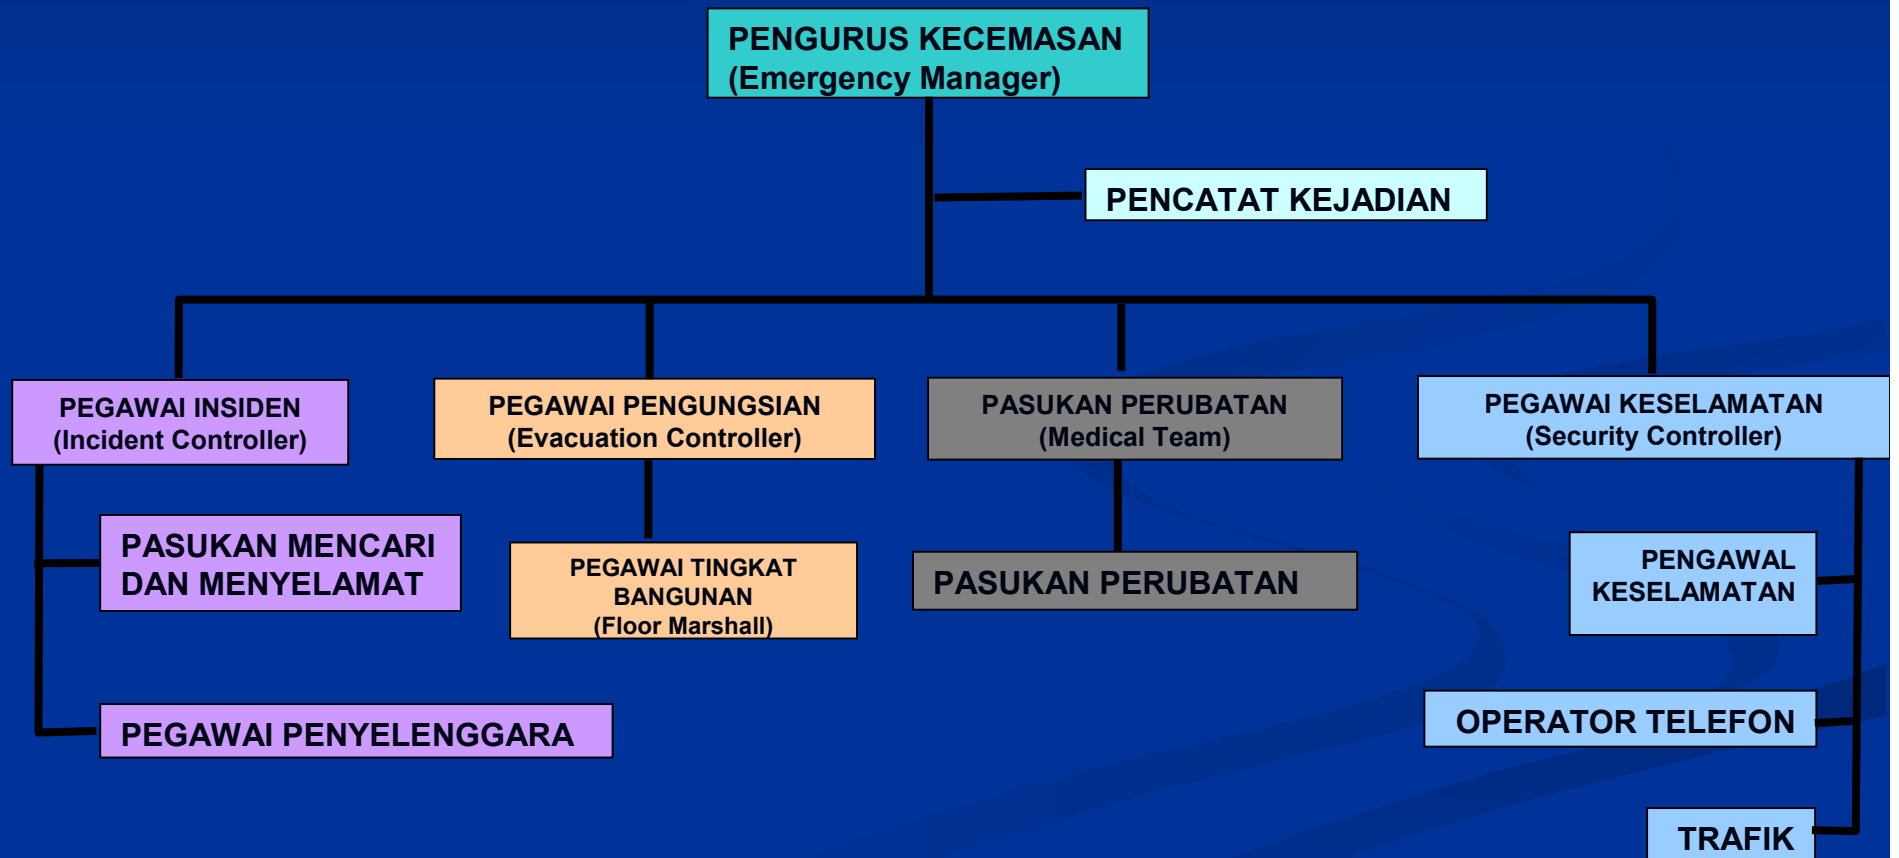 PENGURUS KECEMASAN
(Emergency Manager)
PENCATAT KEJADIAN
PEGAWAI INSIDEN
(Incident Controller)
PEGAWAI PENGUNGSIAN
(Evacuation Controller)
PASUKAN PERUBATAN
(Medical Team)
PEGAWAI KESELAMATAN
(Security Controller)
PASUKAN MENCARI
DAN MENYELAMAT
PEGAWAI TINGKAT
BANGUNAN
(Floor Marshall)
PASUKAN PERUBATAN
PENGAWAL
KESELAMATAN
PEGAWAI PENYELENGGARA
OPERATOR TELEFON
TRAFIK